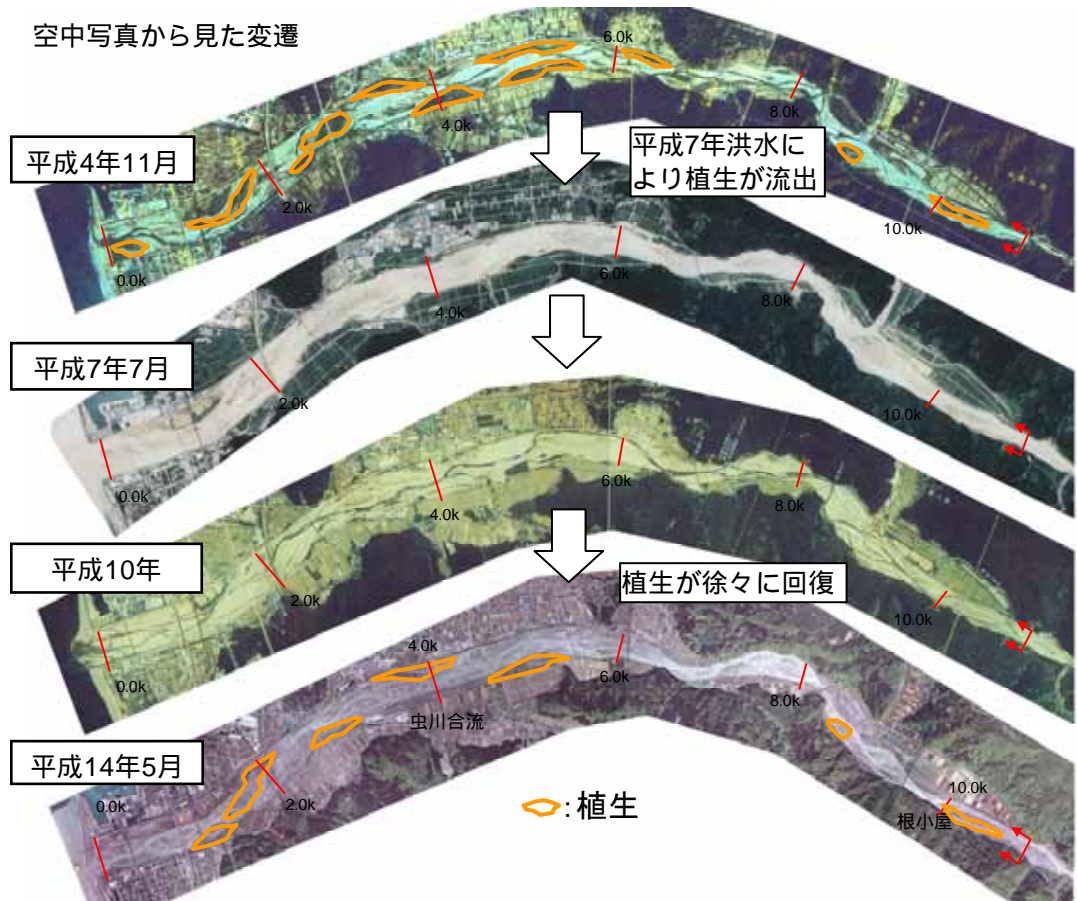 空中写真から見た変遷
平成4年11月
0.0k
2.0k
4.0k
6.0k
8.0k
10.0k
平成7年洪水に
より植生が流出
平成7年7月
0.0k
2.0k
4.0k
6.0k
8.0k
10.0k
平成10年
0.0k
2.0k
4.0k
6.0k
8.0k
10.0k
植生が徐々に回復
平成14年5月
0.0k
2.0k
4.0k
虫川合流
6.0k
8.0k
10.0k
根小屋
:植生